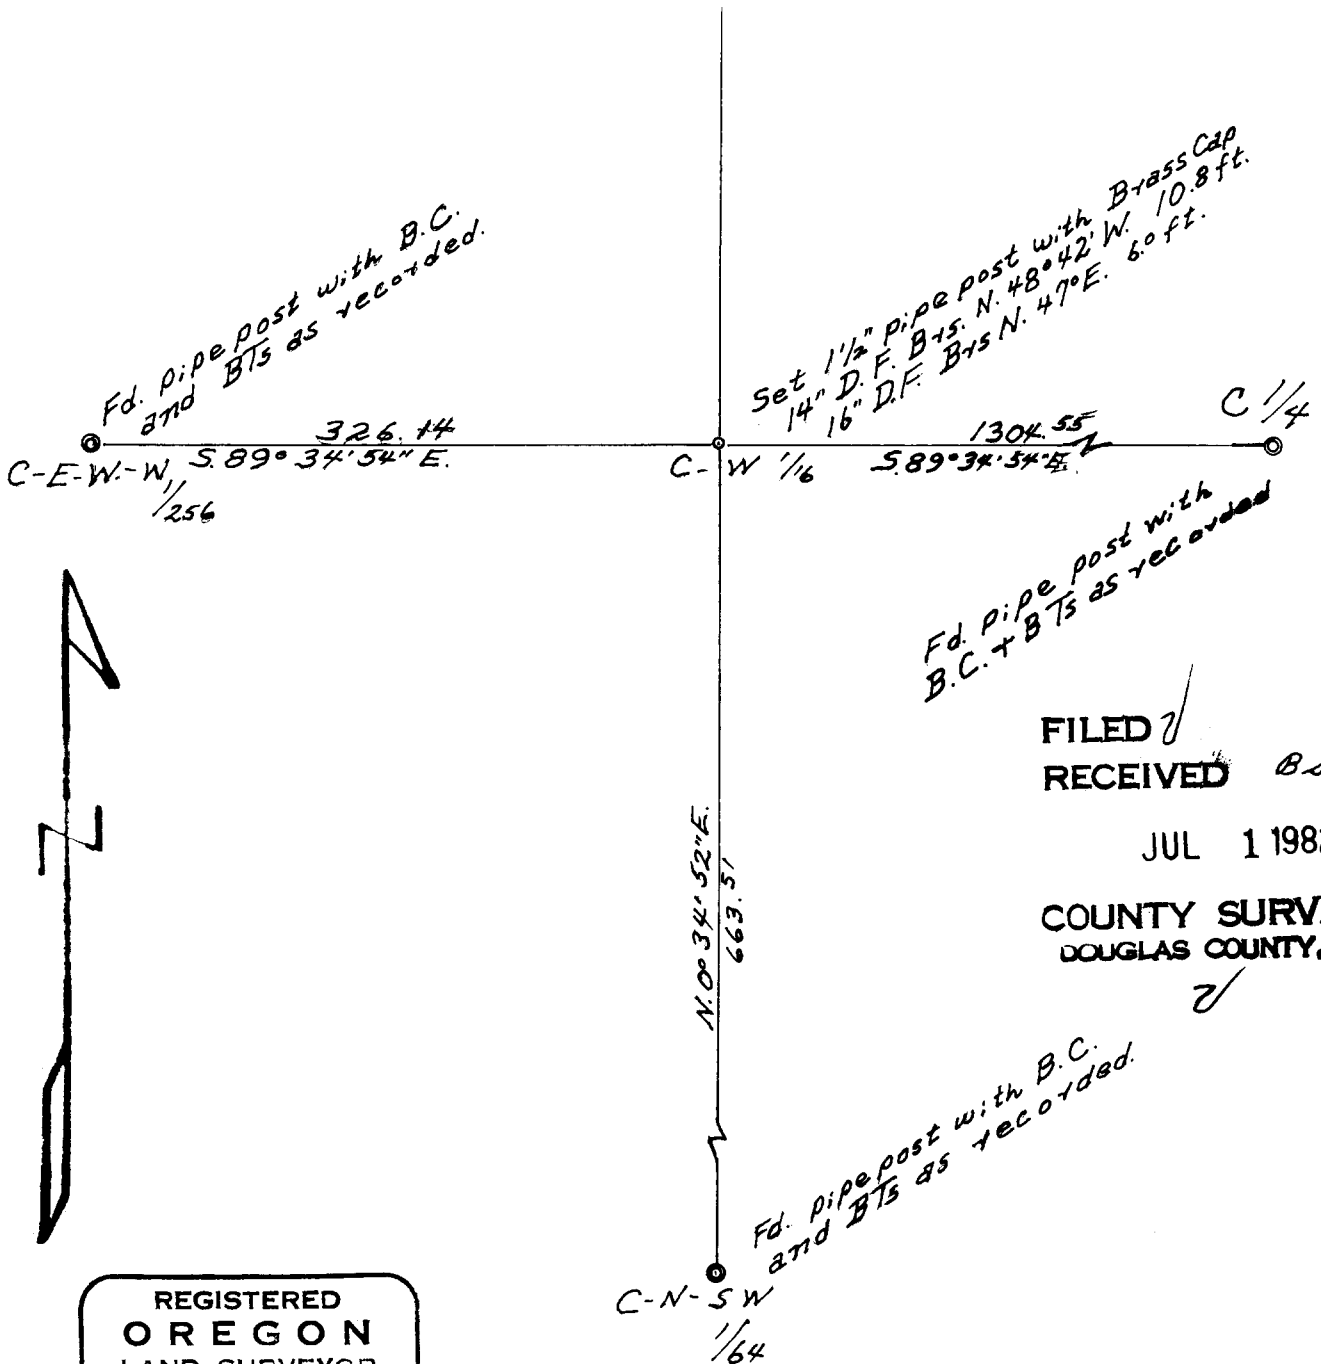 Fd. pipe post with B.C.
and BTs as recorded.
Set 1 1/2" pipe post with Brass Cap
14" D.F. Brs. N. 48° 42' W. 10.8 ft.
16" D.F. Brs N. 47° E. 6.0 ft.
C 1/4
326.14
1304.55
C-E-W.-W,
1/256
S. 89° 34' 54" E.
C-W 1/16
S. 89° 34' 54" E.
Fd. pipe post with
B.C. + BTs as recorded
FILED
RECEIVED
JUL 1 198
COUNTY SURV
DOUGLAS COUNTY
N. 0° 34' 52" E.
663.51
N
Fd. pipe post with B.C.
and BTs as recorded.
C-N-SW
1/64
REGISTERED
OREGON
LAND SURVEYOR